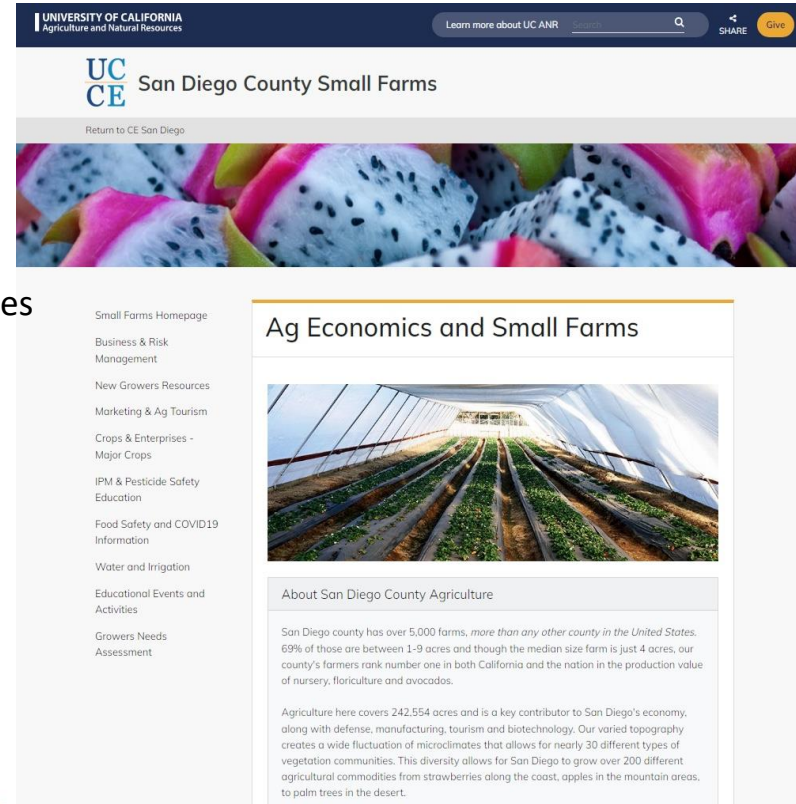 UNIVERSITY OF CALIFORNIA
Agriculture and Natural Resources
Learn more about UC ANR
Search
SHARE
Give
UC
CE
San Diego County Small Farms
Return to CE San Diego
es
Small Farms Homepage
Business & Risk
Management
New Growers Resources
Marketing & Ag Tourism
Crops & Enterprises -
Major Crops
IPM & Pesticide Safety
Education
Food Safety and COVID19
Information
Water and Irrigation
Educational Events and
Activities
Growers Needs
Assessment
Ag Economics and Small Farms
About San Diego County Agriculture
San Diego county has over 5,000 farms, more than any other county in the United States.
69% of those are between 1-9 acres and though the median size farm is just 4 acres, our
county's farmers rank number one in both California and the nation in the production value
of nursery, floriculture and avocados.
Agriculture here covers 242,554 acres and is a key contributor to San Diego's economy,
along with defense, manufacturing, tourism and biotechnology. Our varied topography
creates a wide fluctuation of microclimates that allows for nearly 30 different types of
vegetation communities. This diversity allows for San Diego to grow over 200 different
agricultural commodities from strawberries along the coast, apples in the mountain areas,
to palm trees in the desert.